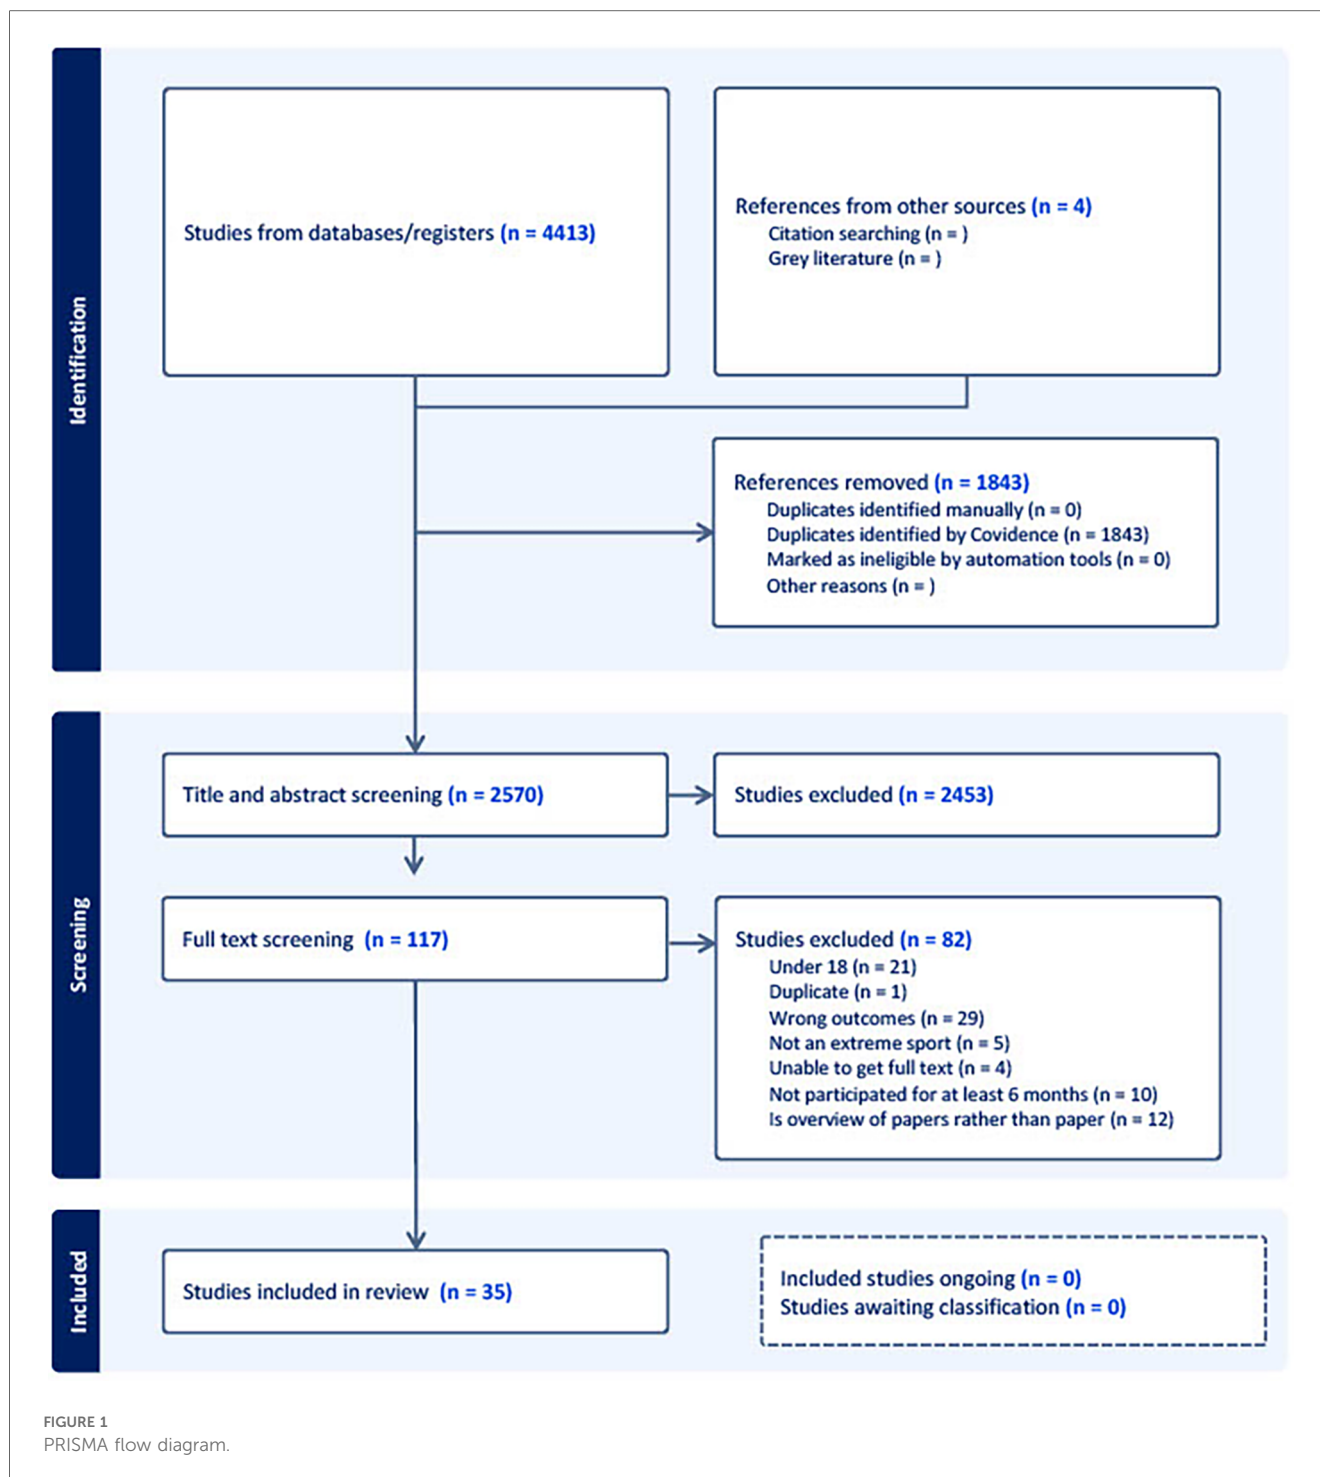 Identification
Studies from databases/registers (n = 4413)
References from other sources (n = 4)
Citation searching (n = )
Grey literature (n = )
References removed (n = 1843)
Duplicates identified manually (n = 0)
Duplicates identified by Covidence (n = 1843)
Marked as ineligible by automation tools (n = 0)
Other reasons (n = )
Screening
Title and abstract screening (n = 2570)
Studies excluded (n = 2453)
Full text screening (n = 117)
Studies excluded (n = 82)
Under 18 (n = 21)
Duplicate (n = 1)
Wrong outcomes (n = 29)
Not an extreme sport (n = 5)
Unable to get full text (n = 4)
Not participated for at least 6 months (n = 10)
Is overview of papers rather than paper (n = 12)
Included
Studies included in review (n = 35)
Included studies ongoing (n = 0)
Studies awaiting classification (n = 0)
FIGURE 1
PRISMA flow diagram.